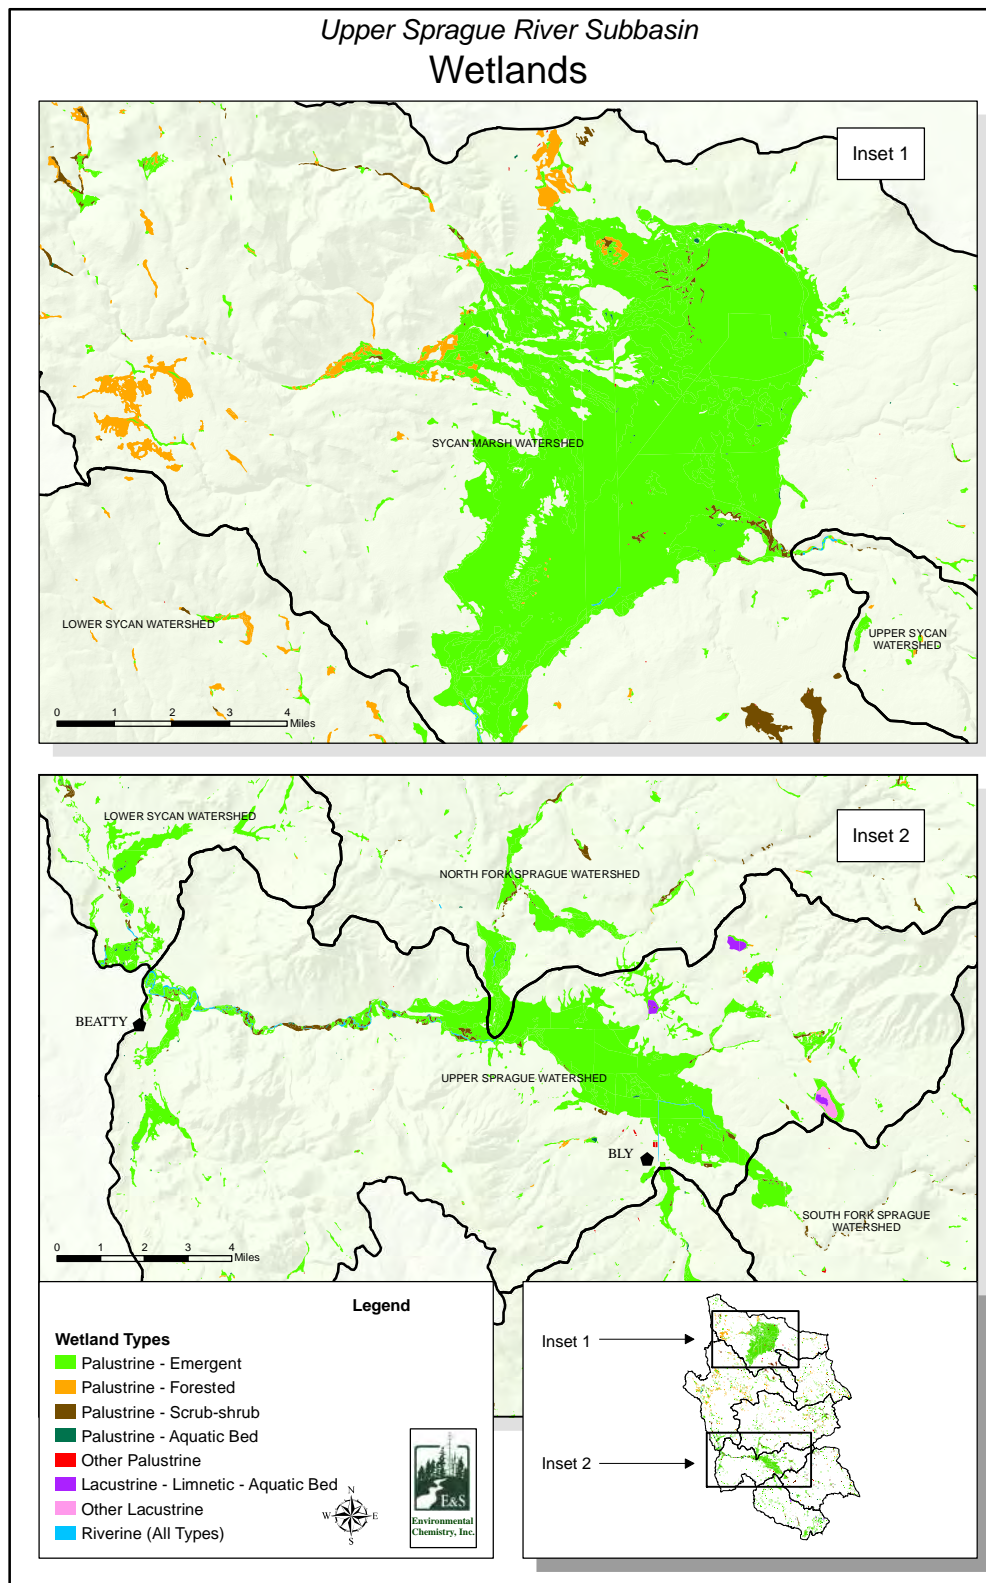 Upper Sprague River Subbasin
Wetlands
Inset 1
SYCAN MARSH WATERSHED
LOWER SYCAN WATERSHED
UPPER SYCAN
WATERSHED
0 1 2 3 4
Miles
LOWER SYCAN WATERSHED
Inset 2
NORTH FORK SPRAGUE WATERSHED
BEATTY
UPPER SPRAGUE WATERSHED
BLY
SOUTH FORK SPRAGUE
WATERSHED
0 1 2 3 4
Miles
Legend
Wetland Types
Palustrine - Emergent
Palustrine - Forested
Palustrine - Scrub-shrub
Palustrine - Aquatic Bed
Other Palustrine
Lacustrine - Limnetic - Aquatic Bed
Other Lacustrine
Riverine (All Types)
N
W E
S
E&S
Environmental
Chemistry, Inc.
Inset 1
Inset 2